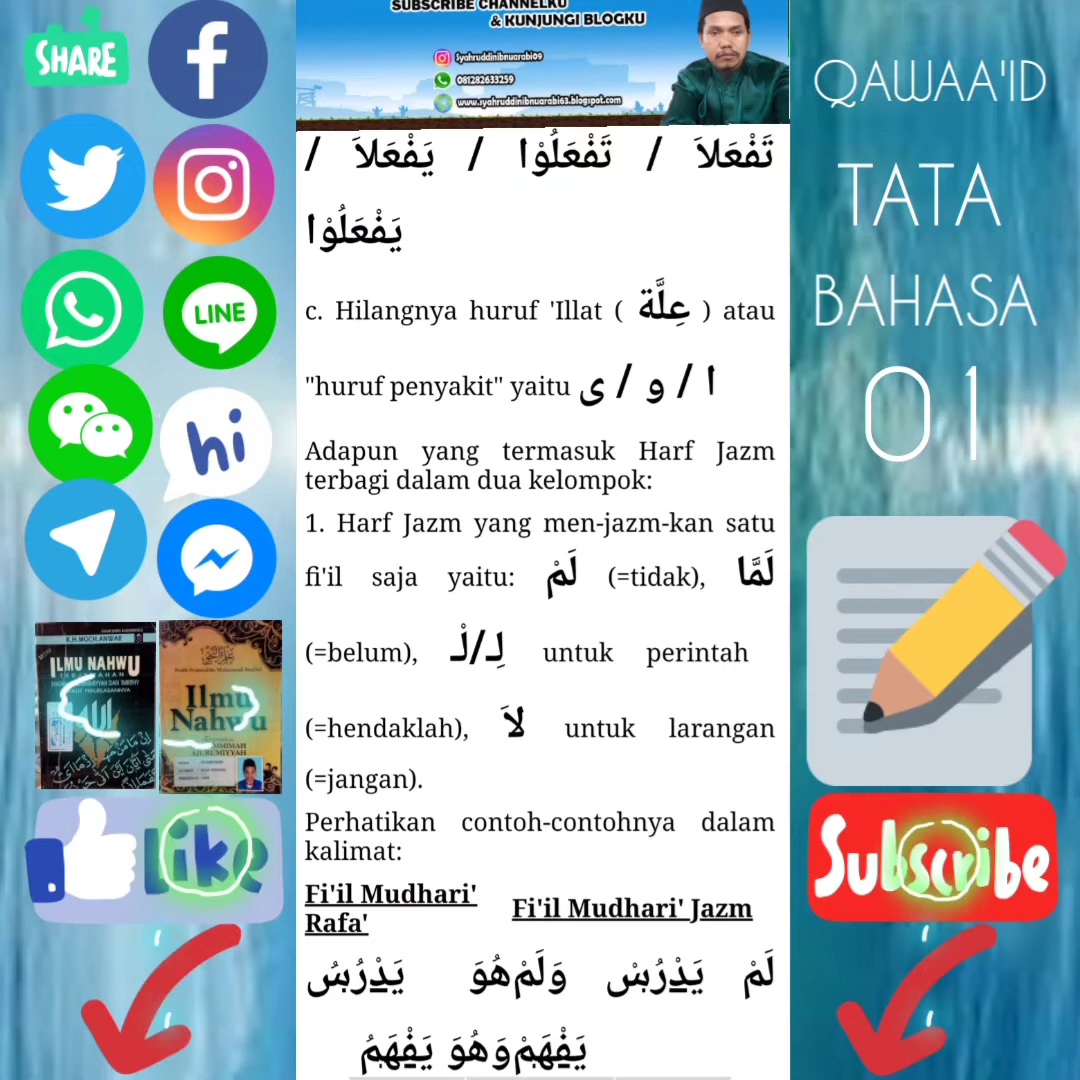 SUBSCRIBE CHANNELKU
& KUNJUNGI BLOGKU
Syahruddinibnuarabi09
081282633259
www.syahruddinibnuarabi63.blogspot.com
تَفْعَلاَ / تَفْعَلُوْا / يَفْعَلاَ /
يَفْعَلُوْا
c. Hilangnya huruf 'Illat ( عِلَّة ) atau
"huruf penyakit" yaitu ا / و / ى
Adapun yang termasuk Harf Jazm
terbagi dalam dua kelompok:
1. Harf Jazm yang men-jazm-kan satu
fi'il saja yaitu: لَمْ (=tidak), لَمَّا
(=belum), لِـ/لْـ untuk perintah
(=hendaklah), لاَ untuk larangan
(=jangan).
Perhatikan contoh-contohnya dalam
kalimat:
Fi'il Mudhari'
Rafa'
Fi'il Mudhari' Jazm
لَمْ يَدْرُسْ وَلَمْ
يَفْهَمْ
هُوَ يَدْرُسُ
وَهُوَ يَفْهَمُ
SHARE
LINE
hi
K.H.MOCH.ANWAR
ILMU NAHWU
Ilmu
Nahwu
AJURUMIYYAH
like
QAWAA'ID
TATA
BAHASA
01
Subscribe